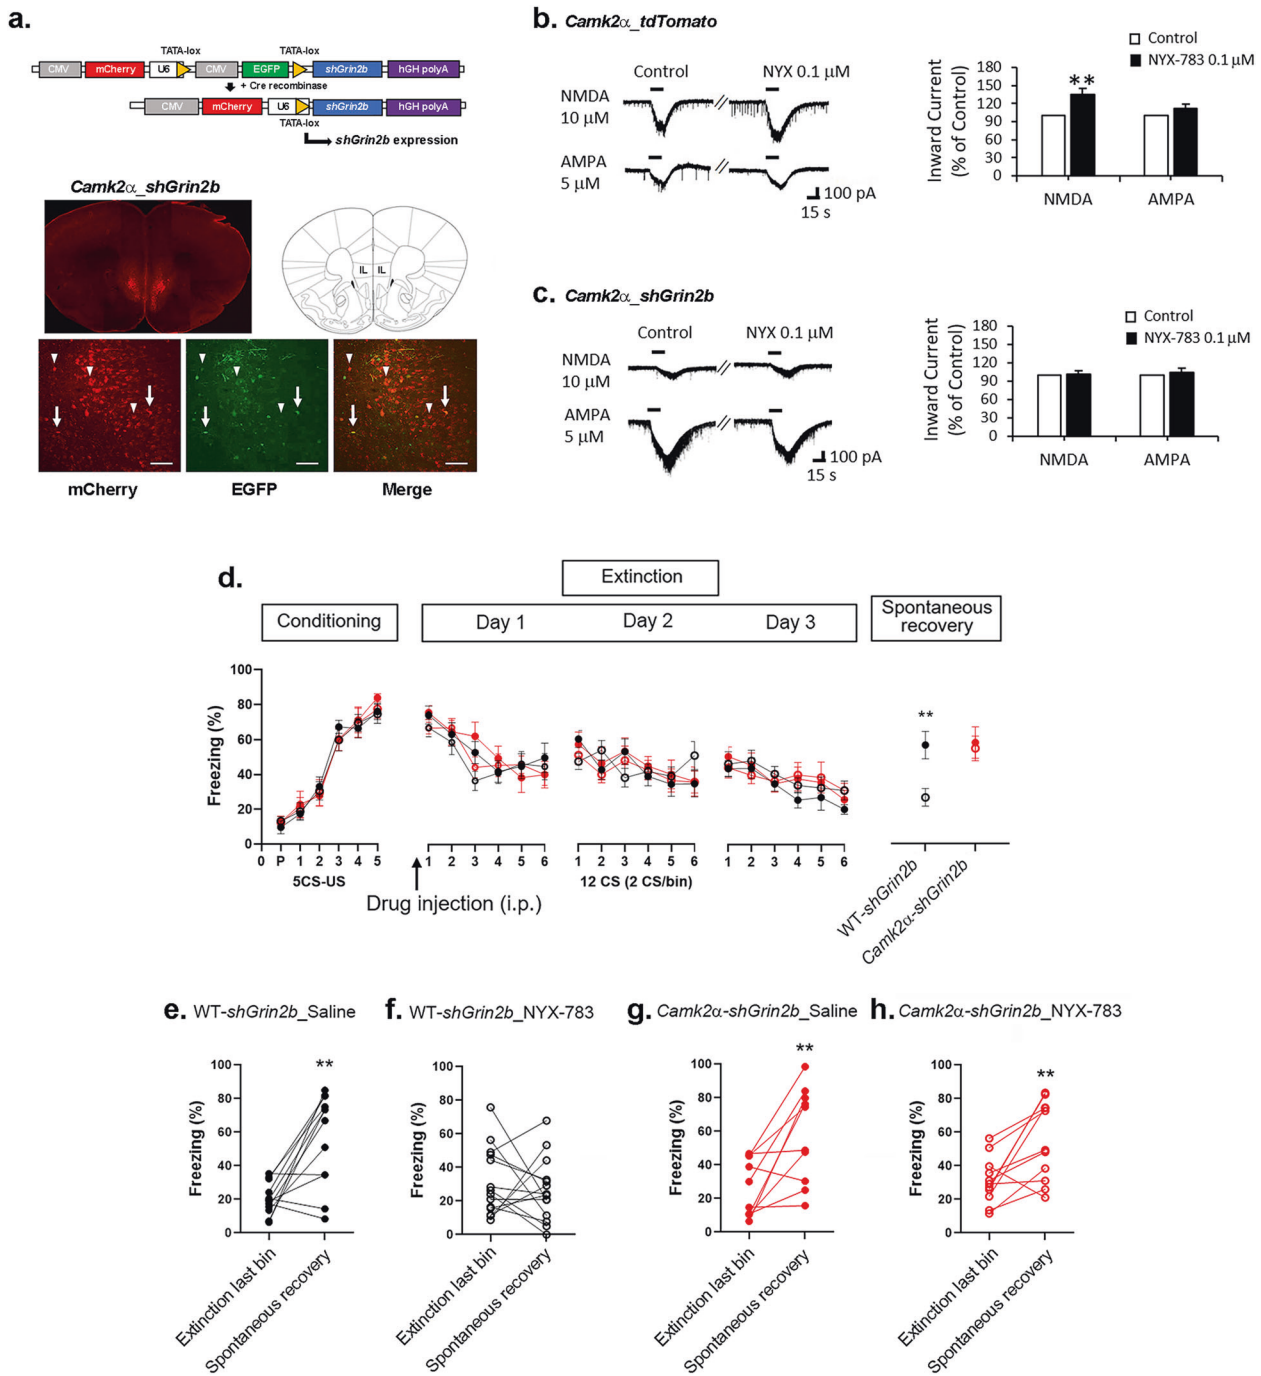 a.
TATA-lox TATA-lox
CMV mCherry U6 CMV EGFP shGrin2b hGH polyA
+ Cre recombinase
CMV mCherry U6 shGrin2b hGH polyA
TATA-lox
shGrin2b expression
Camk2α_shGrin2b
IL IL
mCherry EGFP Merge
b. Camk2α_tdTomato
Control NYX 0.1 μM
NMDA
10 μM
AMPA
5 μM
100 pA
15 s
Control
NYX-783 0.1 μM
Inward Current
(% of Control)
180
150
120
90
60
30
0
**
NMDA AMPA
c. Camk2α_shGrin2b
Control NYX 0.1 μM
NMDA
10 μM
AMPA
5 μM
100 pA
15 s
Control
NYX-783 0.1 μM
Inward Current
(% of Control)
180
150
120
90
60
30
0
NMDA AMPA
d.
Extinction
Conditioning Day 1 Day 2 Day 3
Spontaneous
recovery
Freezing (%)
100
80
60
40
20
0
**
0 P 1 2 3 4 5 1 2 3 4 5 6 1 2 3 4 5 6 1 2 3 4 5 6
5CS-US 12 CS (2 CS/bin)
Drug injection (i.p.)
WT-shGrin2b
Camk2α-shGrin2b
e. WT-shGrin2b_Saline
**
Freezing (%)
100
80
60
40
20
0
Extinction last bin
Spontaneous recovery
f. WT-shGrin2b_NYX-783
Freezing (%)
100
80
60
40
20
0
Extinction last bin
Spontaneous recovery
g. Camk2α-shGrin2b_Saline
**
Freezing (%)
100
80
60
40
20
0
Extinction last bin
Spontaneous recovery
h. Camk2α-shGrin2b_NYX-783
**
Freezing (%)
100
80
60
40
20
0
Extinction last bin
Spontaneous recovery